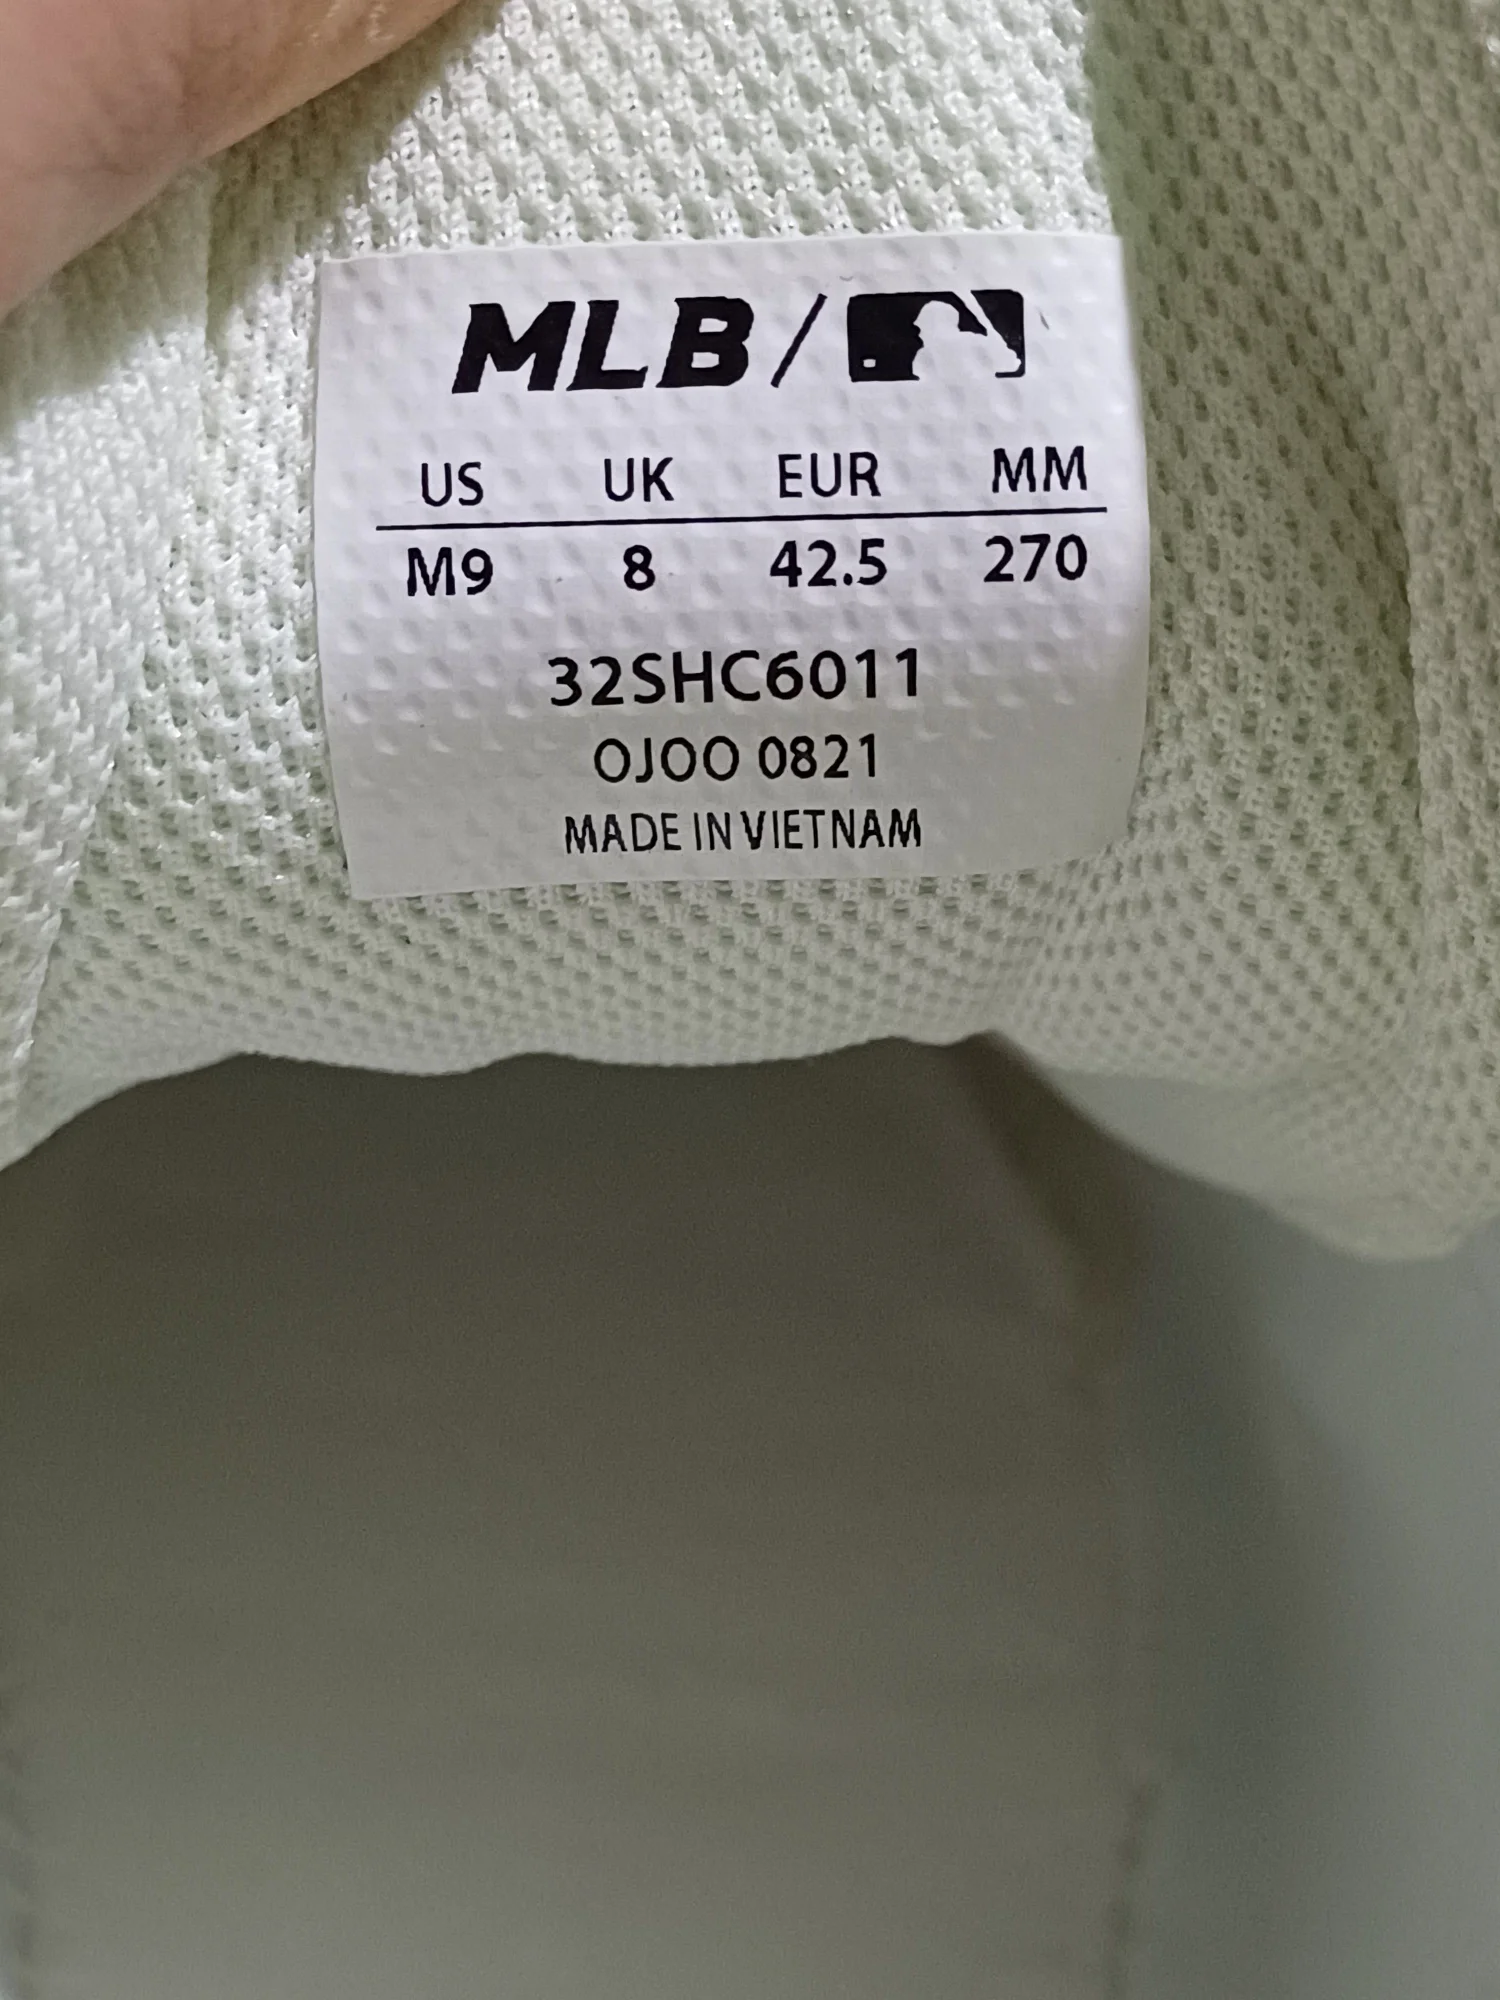 MLB /
US UK EUR MM
M9 8 42.5 270
32SHC6011
OJOO 0821
MADE IN VIETNAM